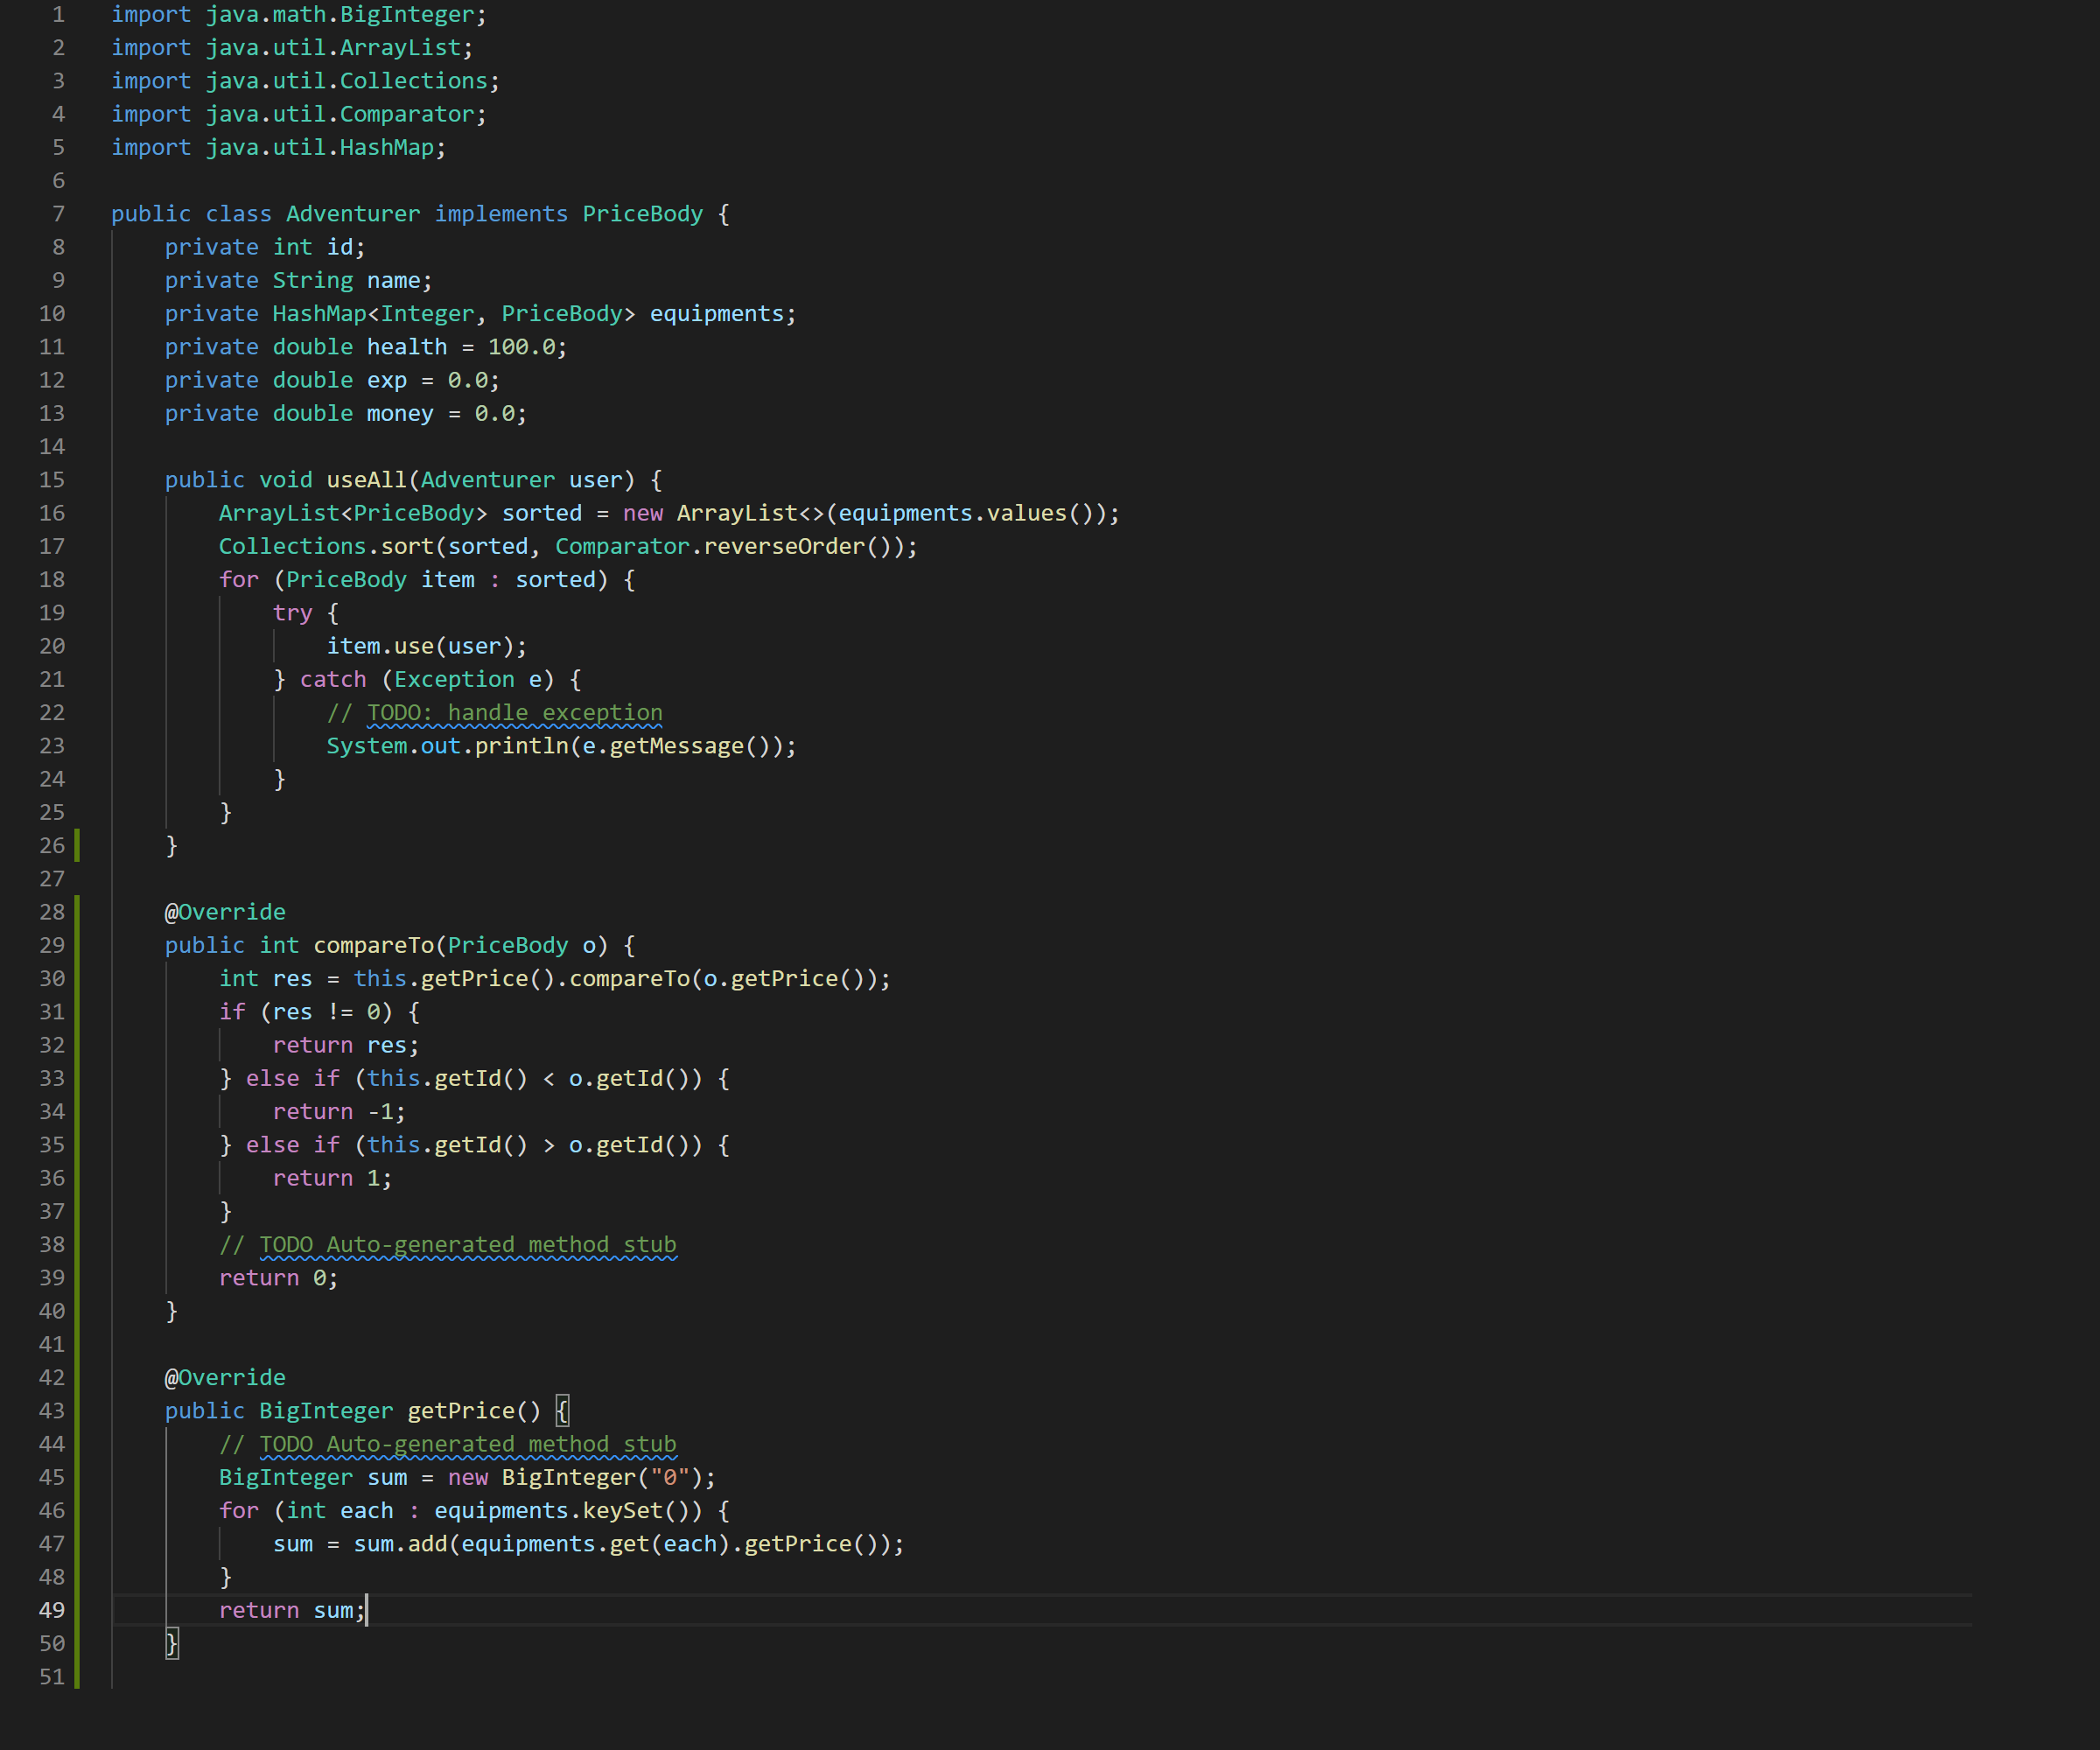 1 import java.math.BigInteger;
2 import java.util.ArrayList;
3 import java.util.Collections;
4 import java.util.Comparator;
5 import java.util.HashMap;
6
7 public class Adventurer implements PriceBody {
8     private int id;
9     private String name;
10     private HashMap<Integer, PriceBody> equipments;
11     private double health = 100.0;
12     private double exp = 0.0;
13     private double money = 0.0;
14
15     public void useAll(Adventurer user) {
16         ArrayList<PriceBody> sorted = new ArrayList<>(equipments.values());
17         Collections.sort(sorted, Comparator.reverseOrder());
18         for (PriceBody item : sorted) {
19             try {
20                 item.use(user);
21             } catch (Exception e) {
22                 // TODO: handle exception
23                 System.out.println(e.getMessage());
24             }
25         }
26     }
27
28     @Override
29     public int compareTo(PriceBody o) {
30         int res = this.getPrice().compareTo(o.getPrice());
31         if (res != 0) {
32             return res;
33         } else if (this.getId() < o.getId()) {
34             return -1;
35         } else if (this.getId() > o.getId()) {
36             return 1;
37         }
38         // TODO Auto-generated method stub
39         return 0;
40     }
41
42     @Override
43     public BigInteger getPrice() {
44         // TODO Auto-generated method stub
45         BigInteger sum = new BigInteger("0");
46         for (int each : equipments.keySet()) {
47             sum = sum.add(equipments.get(each).getPrice());
48         }
49         return sum;
50     }
51